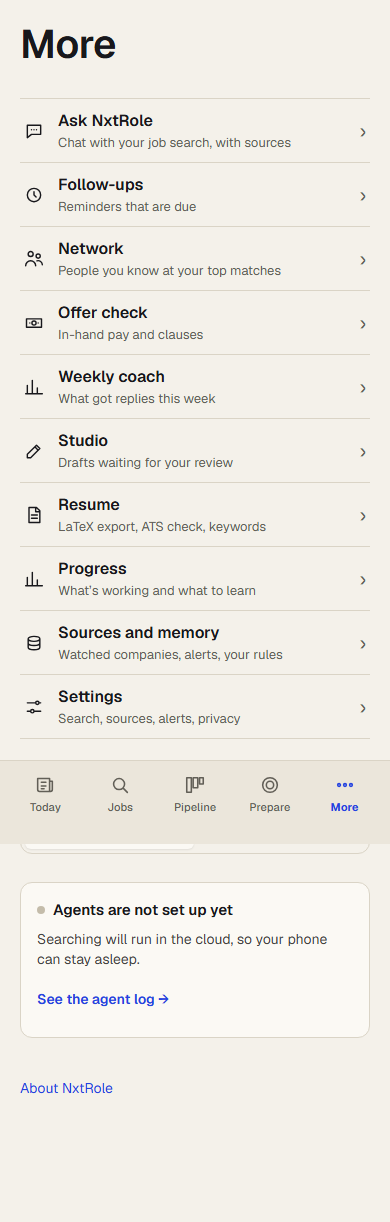 More
Ask NxtRole
Chat with your job search, with sources
Follow-ups
Reminders that are due
Network
People you know at your top matches
Offer check
In-hand pay and clauses
Weekly coach
What got replies this week
Studio
Drafts waiting for your review
Resume
LaTeX export, ATS check, keywords
Progress
What's working and what to learn
Sources and memory
Watched companies, alerts, your rules
Settings
Search, sources, alerts, privacy
Today Jobs Pipeline Prepare More
Agents are not set up yet
Searching will run in the cloud, so your phone
can stay asleep.
See the agent log →
About NxtRole